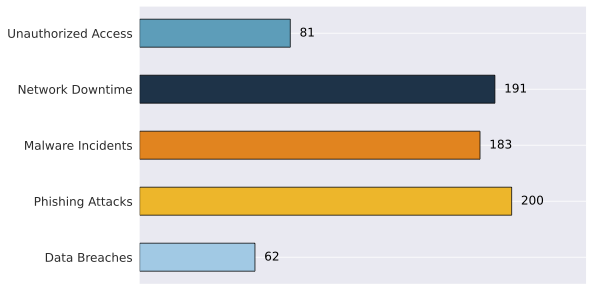 Unauthorized Access 81
Network Downtime 191
Malware Incidents 183
Phishing Attacks 200
Data Breaches 62